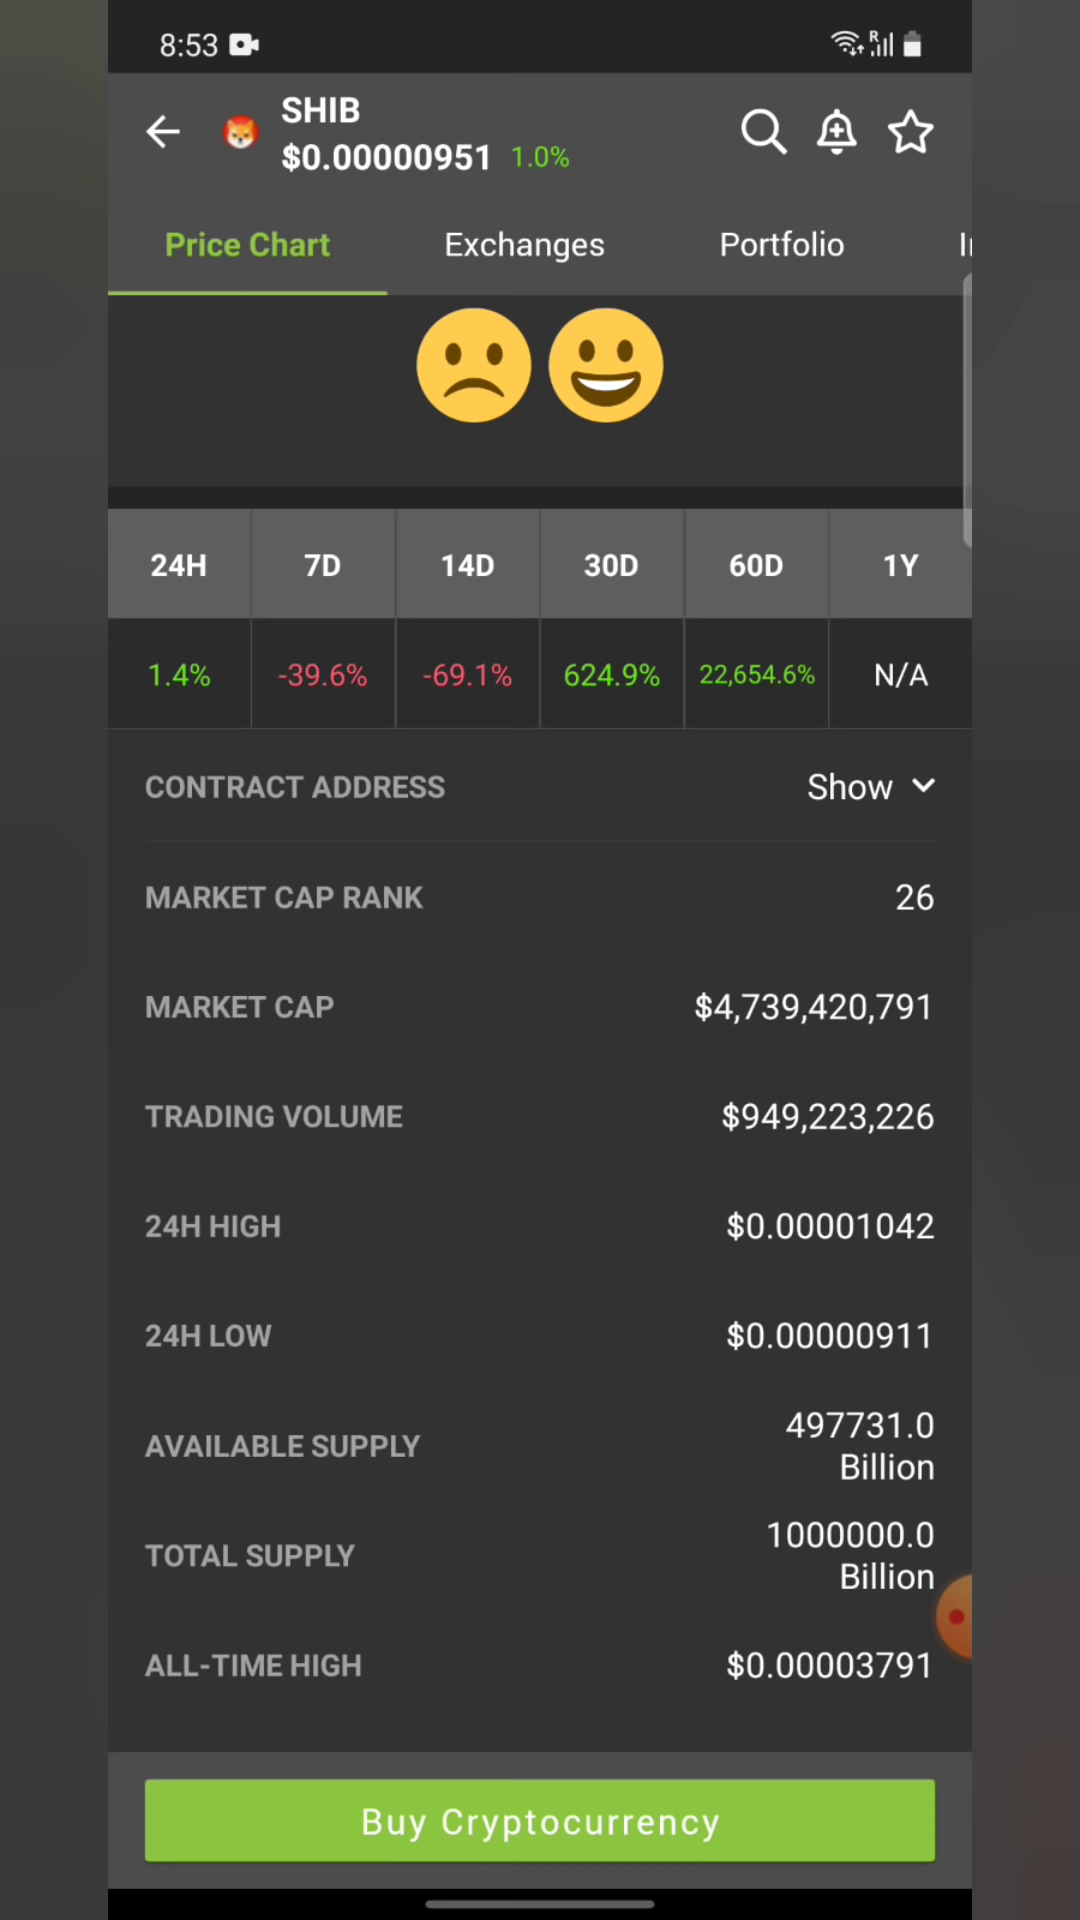 8:53
R
SHIB
$0.00000951 1.0%
Price Chart Exchanges Portfolio
24H 7D 14D 30D 60D 1Y
1.4% -39.6% -69.1% 624.9% 22,654.6% N/A
CONTRACT ADDRESS Show
MARKET CAP RANK 26
MARKET CAP $4,739,420,791
TRADING VOLUME $949,223,226
24H HIGH $0.00001042
24H LOW $0.00000911
AVAILABLE SUPPLY 497731.0
Billion
TOTAL SUPPLY 1000000.0
Billion
ALL-TIME HIGH $0.00003791
Buy Cryptocurrency